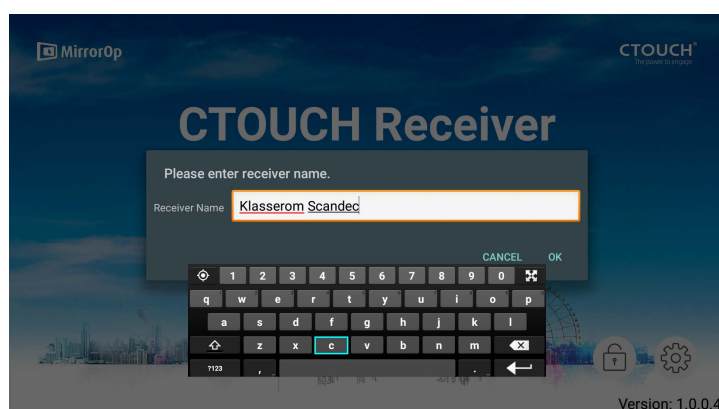 MirrorOp
CTOUCH®
The power to engage
CTOUCH Receiver
Please enter receiver name.
Receiver Name Klasserom Scandec
CANCEL OK
1 2 3 4 5 6 7 8 9 0
q w e r t y u i o p
a s d f g h j k l
z x c v b n m
?123 , .
Version: 1.0.0.4